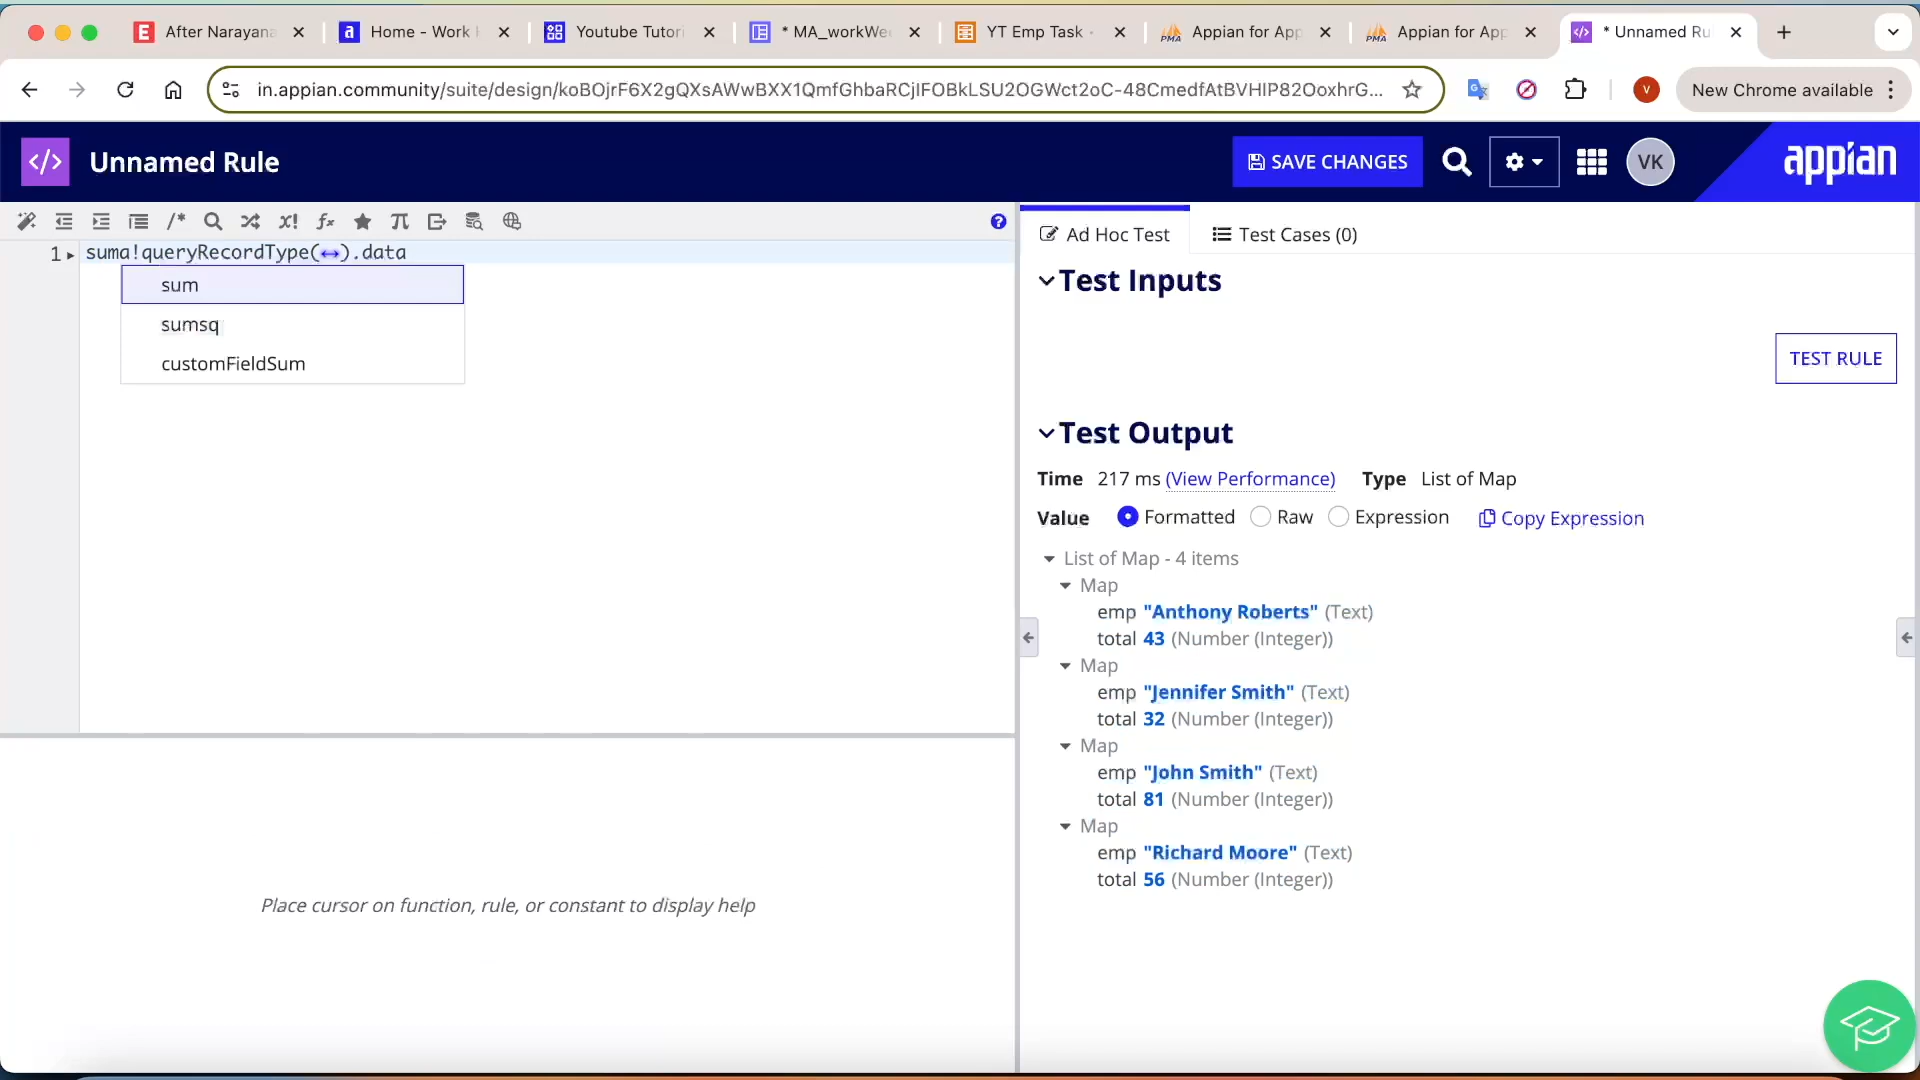 After Narayana
Home - Work
Youtube Tutori
* MA_workWe
YT Emp Task -
Appian for App
Appian for App
* Unnamed Ru
in.appian.community/suite/design/koBOjrF6X2gQXsAWwBXX1QmfGhbaRCjIFOBkLSU2OGWct2oC-48CmedfAtBVHIP82OoxhrG...
V
New Chrome available
Unnamed Rule
SAVE CHANGES
VK
appian
1
suma!queryRecordType().data
sum
sumsq
customFieldSum
Place cursor on function, rule, or constant to display help
Ad Hoc Test
Test Cases (0)
Test Inputs
TEST RULE
Test Output
Time 217 ms (View Performance) Type List of Map
Value Formatted Raw Expression Copy Expression
List of Map - 4 items
Map
emp "Anthony Roberts" (Text)
total 43 (Number (Integer))
Map
emp "Jennifer Smith" (Text)
total 32 (Number (Integer))
Map
emp "John Smith" (Text)
total 81 (Number (Integer))
Map
emp "Richard Moore" (Text)
total 56 (Number (Integer))